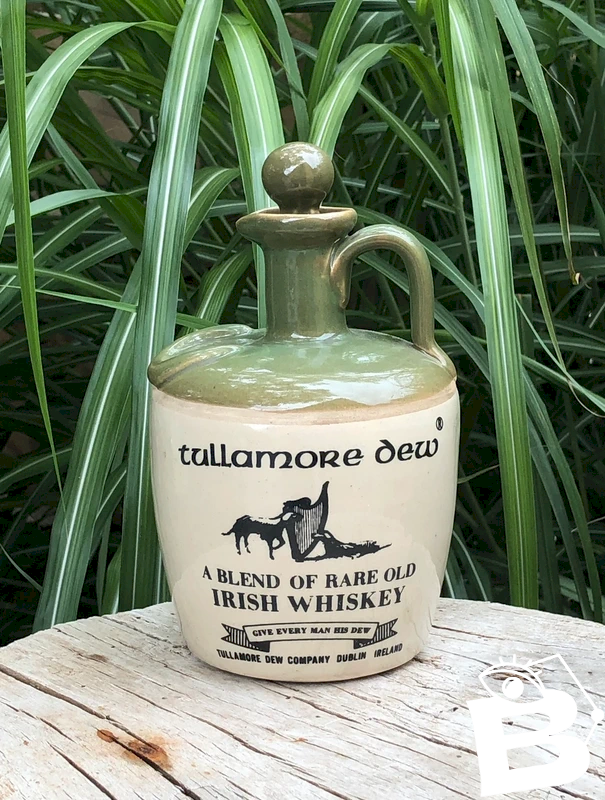 tullamore dew®
A BLEND OF RARE OLD
IRISH WHISKEY
GIVE EVERY MAN HIS DEW
TULLAMORE DEW COMPANY DUBLIN IRELAND
B